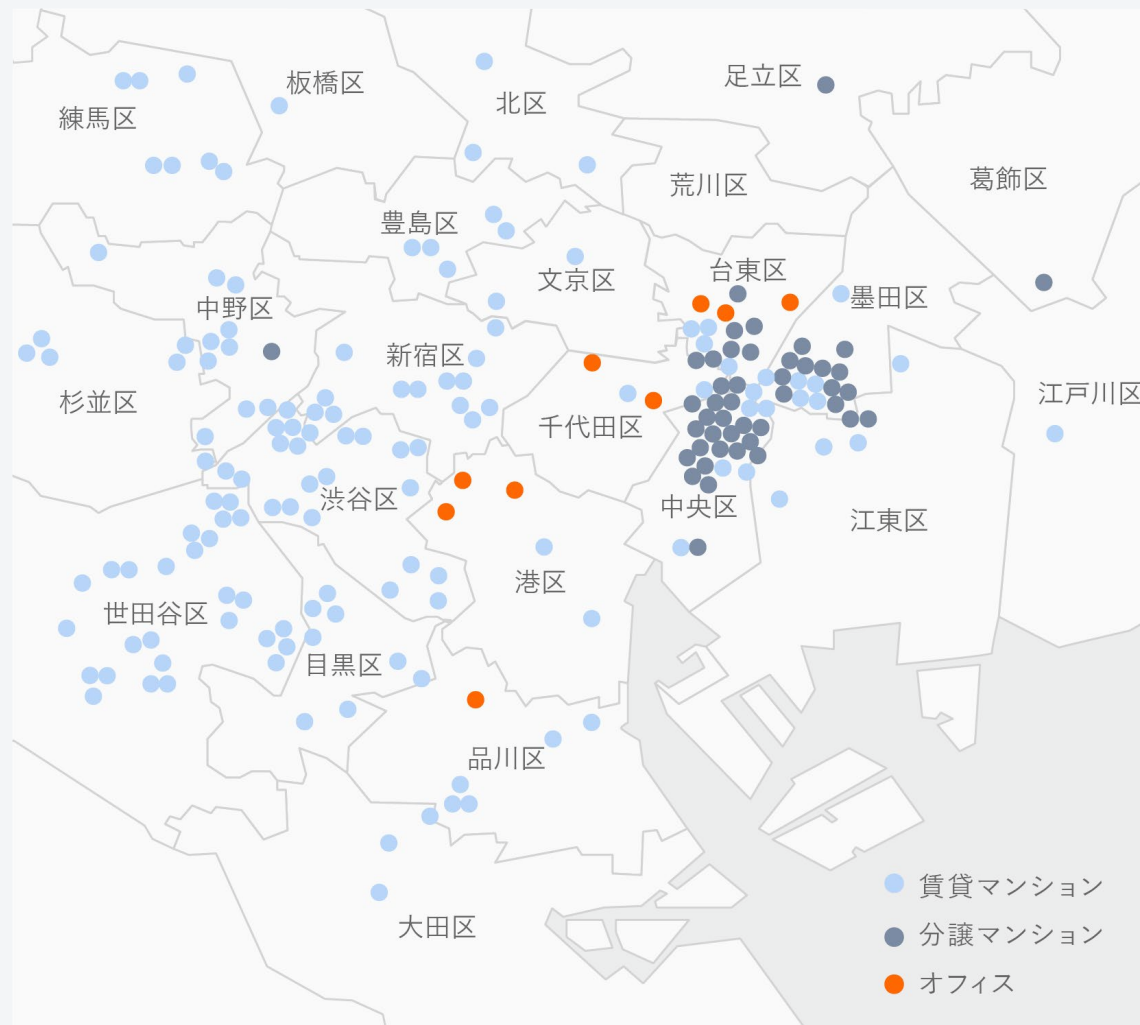 足立区
板橋区
北区
練馬区
葛飾区
荒川区
豊島区
台東区
文京区
墨田区
中野区
新宿区
江戸川区
杉並区
千代田区
渋谷区
中央区
江東区
港区
世田谷区
目黒区
品川区
賃貸マンション
大田区
分譲マンション
オフィス